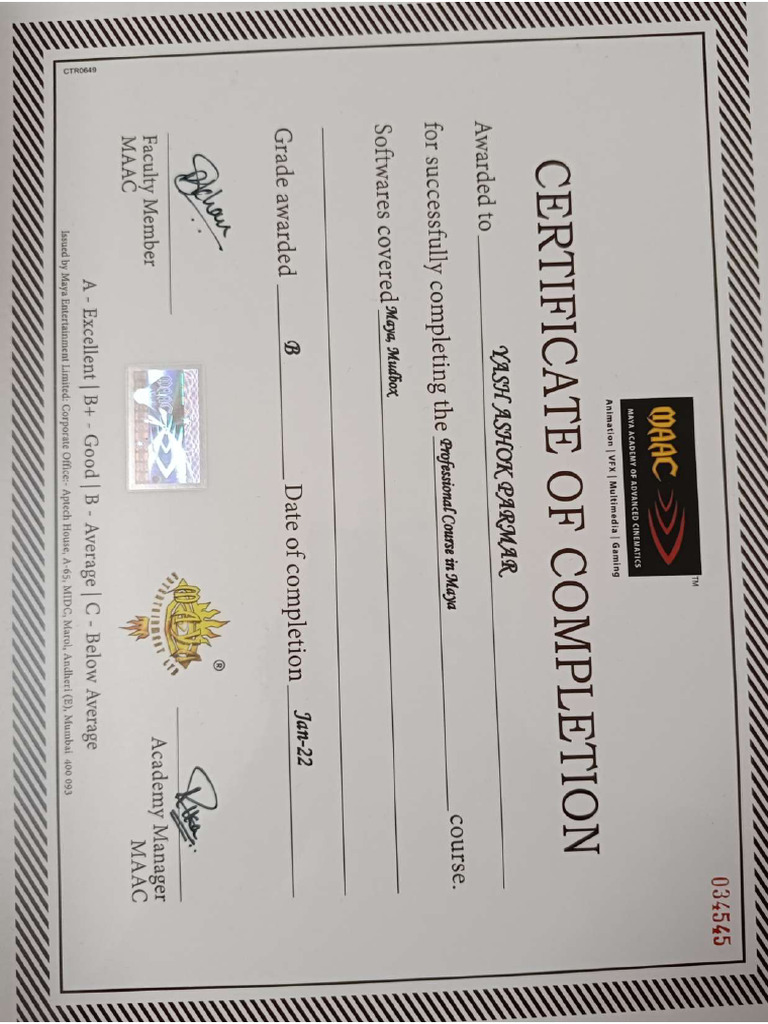 034545
MAAC
MAYA ACADEMY OF ADVANCED CINEMATICS
TM
Animation | VFX | Multimedia | Gaming
CERTIFICATE OF COMPLETION
Awarded to YASH ASHOK PARMAR
for successfully completing the Professional Course in Maya course.
Softwares covered Maya, Mudbox
Grade awarded B Date of completion Jan-22
Faculty Member
MAAC
®
Academy Manager
MAAC
A - Excellent | B+ - Good | B - Average | C - Below Average
Issued by Maya Entertainment Limited: Corporate Office:- Aptech House, A-65, MIDC, Marol, Andheri (E), Mumbai 400 093
CTR0649